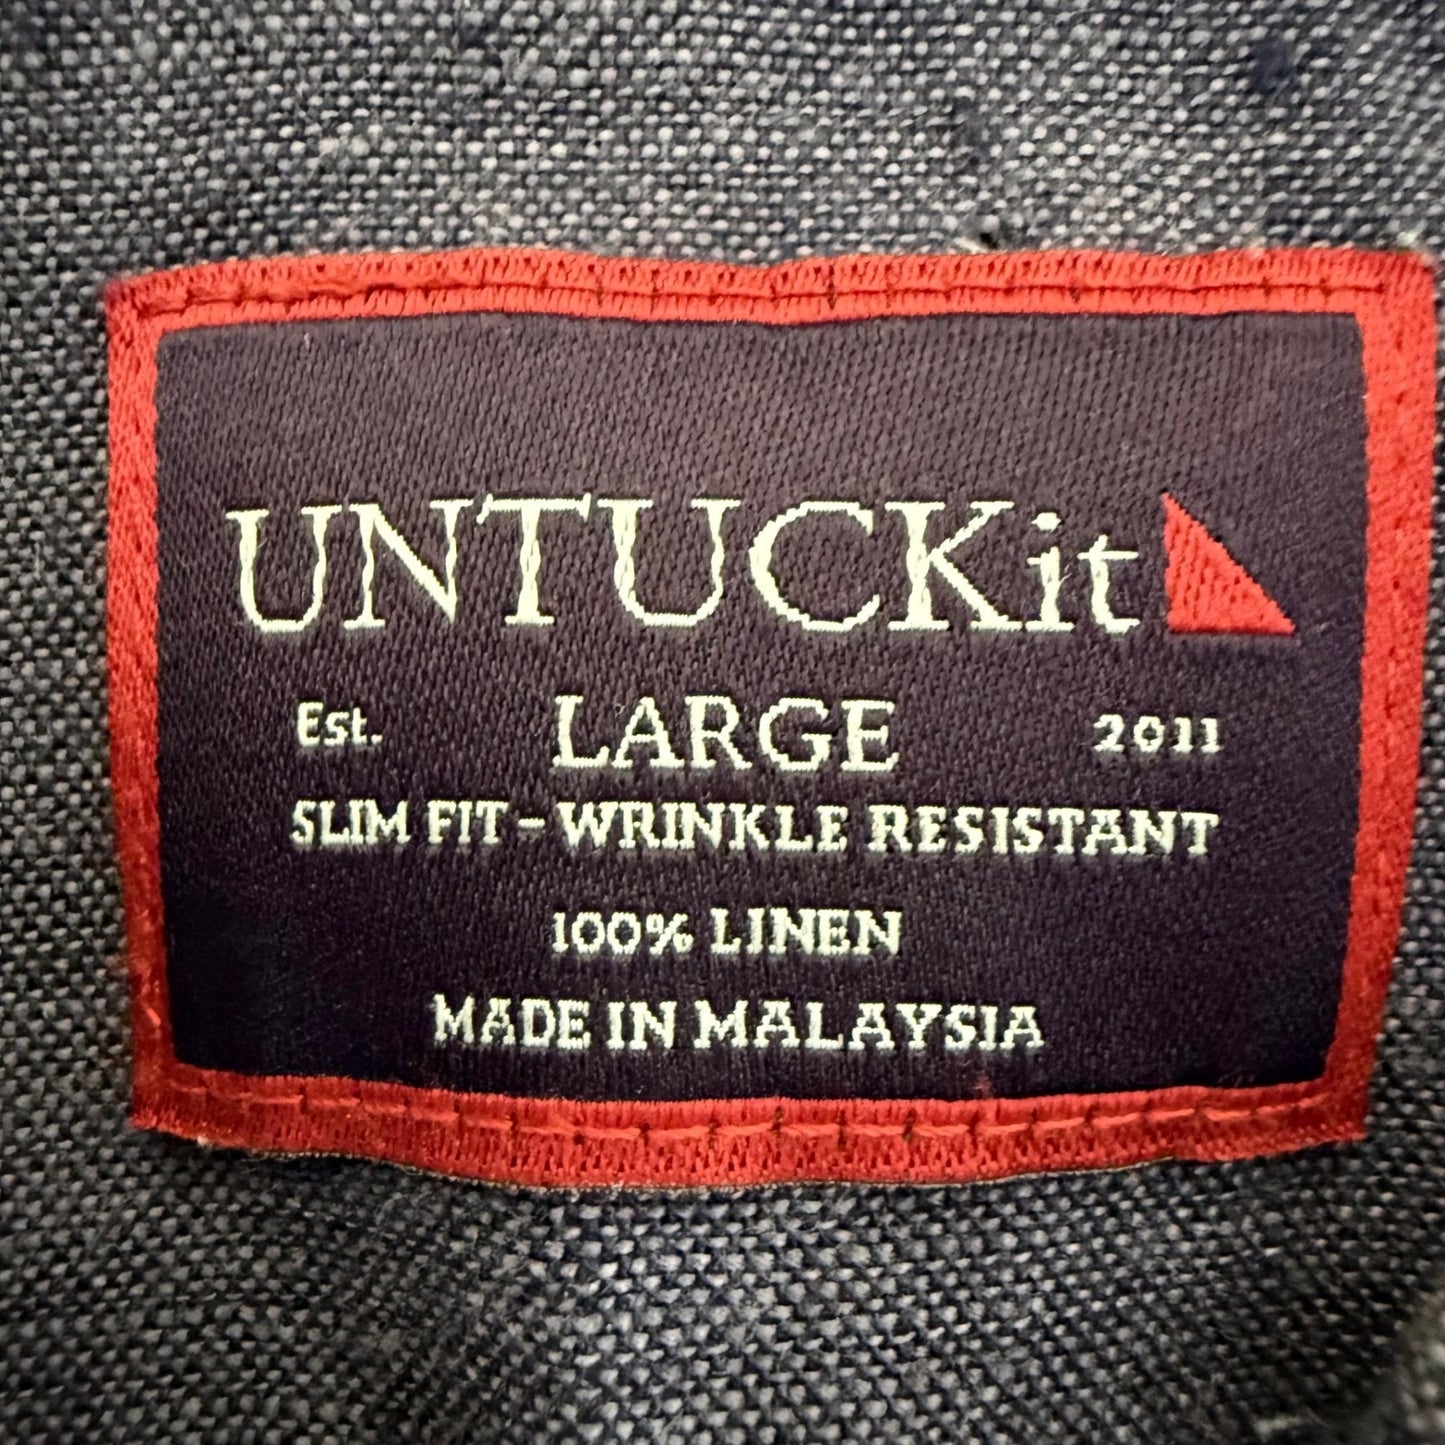 UNTUCKit
Est. LARGE 2011
SLIM FIT - WRINKLE RESISTANT
100% LINEN
MADE IN MALAYSIA